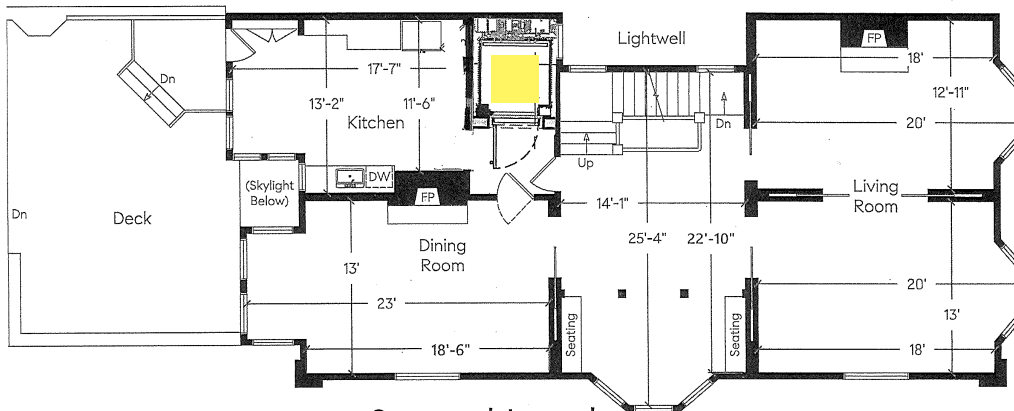 Lightwell
FP
18'
Dn
17'-7"
13'-2"
11'-6"
12'-11"
Kitchen
Dn
20'
Up
DW
(Skylight
Below)
FP
Living
Room
14'-1"
Dn
Deck
25'-4"
22'-10"
Dining
Room
13'
20'
23'
13'
Seating
Seating
18'-6"
18'